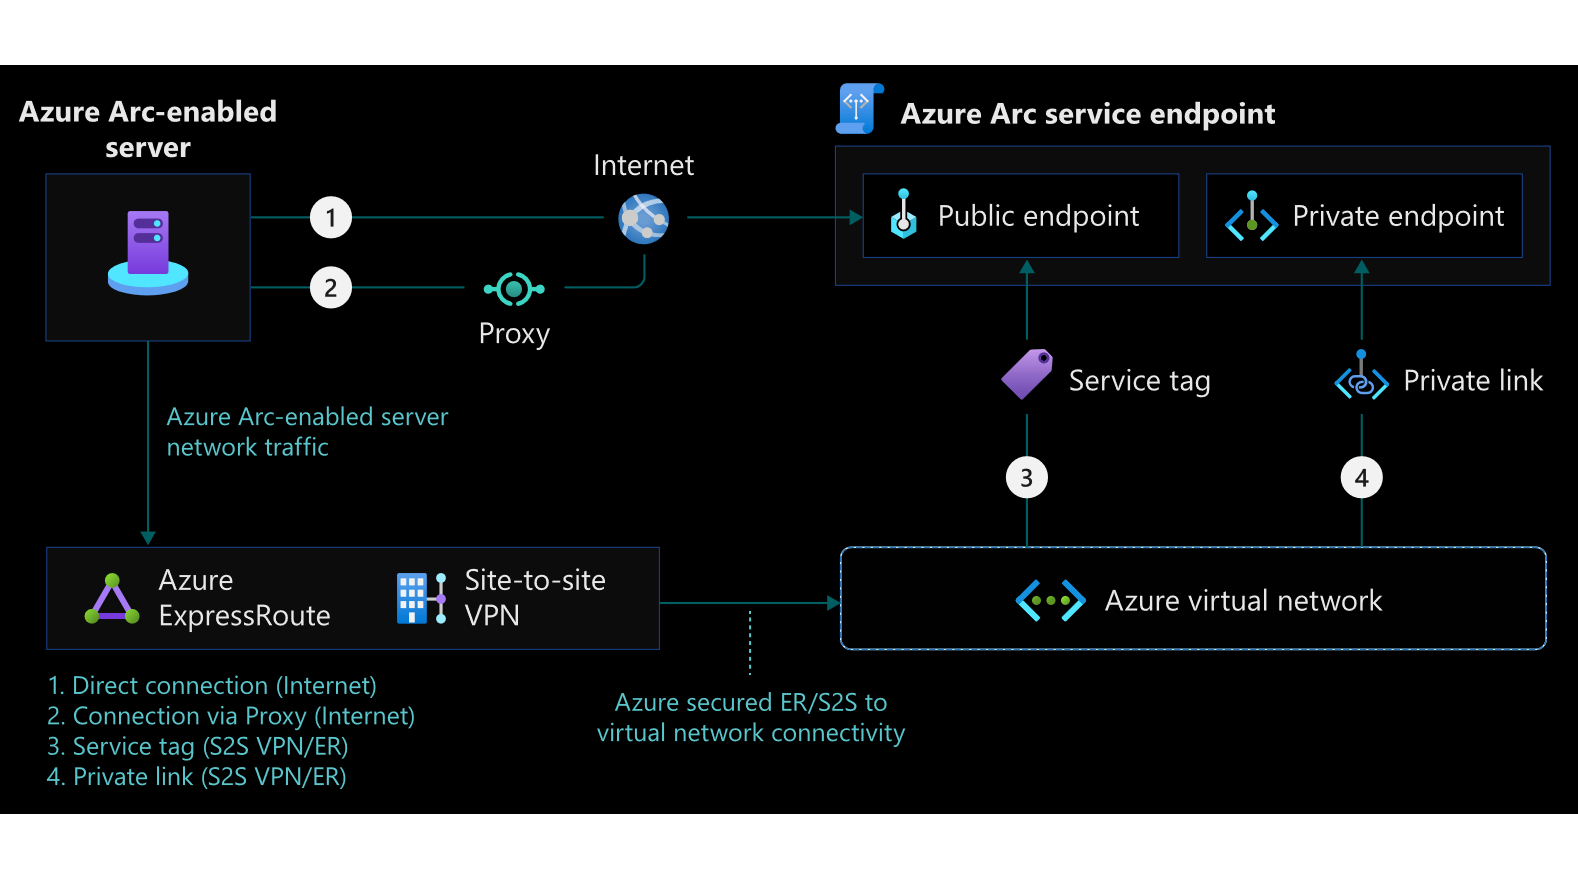 Azure Arc-enabled
server
Azure Arc service endpoint
Internet
1
Public endpoint
Private endpoint
2
Proxy
Service tag
Private link
Azure Arc-enabled server
network traffic
3
4
Azure
ExpressRoute
Site-to-site
VPN
Azure virtual network
1. Direct connection (Internet)
2. Connection via Proxy (Internet)
3. Service tag (S2S VPN/ER)
4. Private link (S2S VPN/ER)
Azure secured ER/S2S to
virtual network connectivity